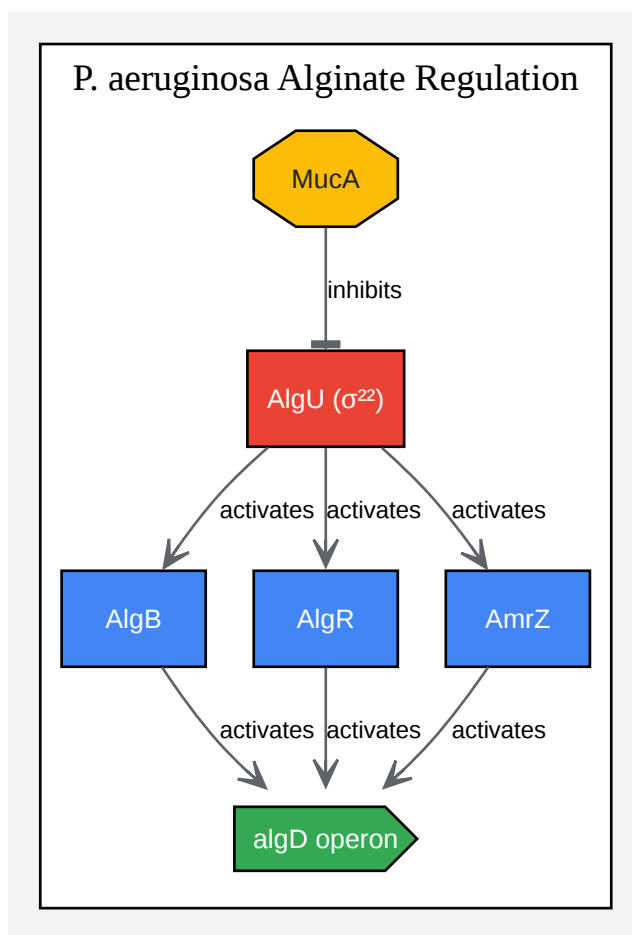 P. aeruginosa Alginate Regulation
MucA
inhibits
AlgU (σ²²)
activates activates activates
AlgB AlgR AmrZ
activates activates activates
algD operon